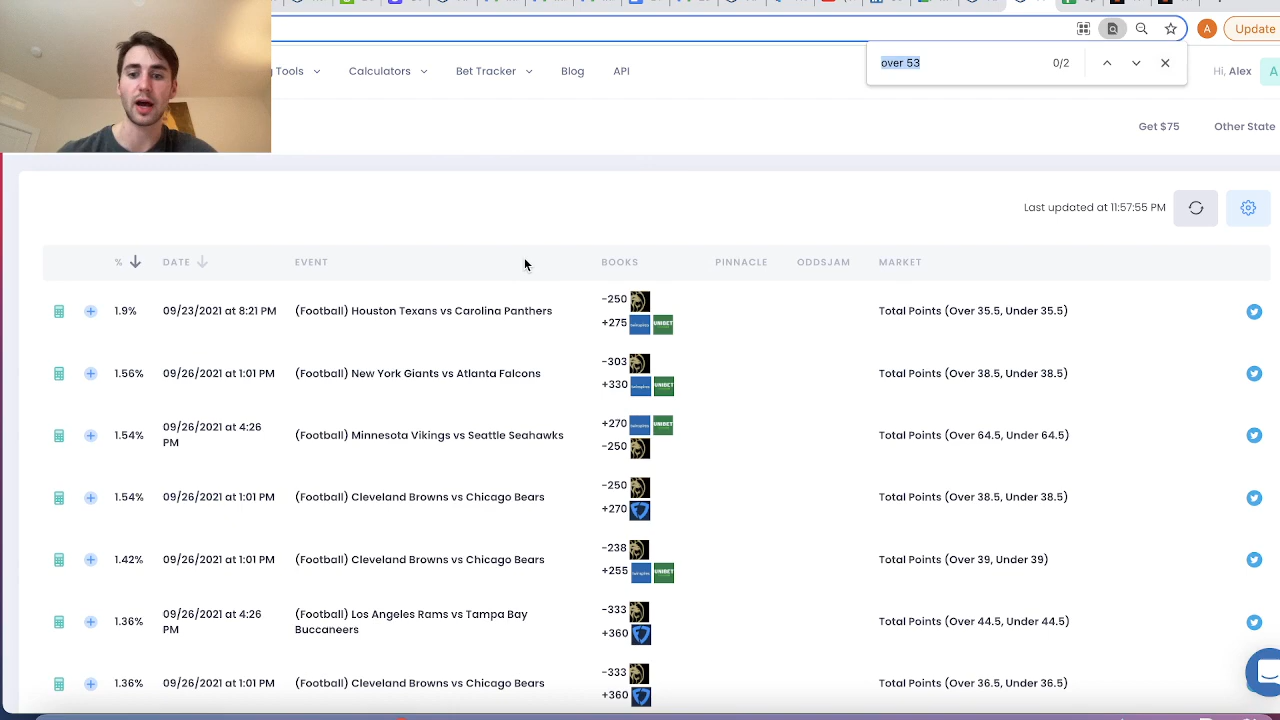 over 53
0/2
A
Update
g Tools
Calculators
Bet Tracker
Blog
API
Hi, Alex
A
Get $75
Other State
Last updated at 11:57:55 PM
%
DATE
EVENT
BOOKS
PINNACLE
ODDSJAM
MARKET
1.9%
09/23/2021 at 8:21 PM
(Football) Houston Texans vs Carolina Panthers
-250
+275
twinspires
UNIBET
Total Points (Over 35.5, Under 35.5)
1.56%
09/26/2021 at 1:01 PM
(Football) New York Giants vs Atlanta Falcons
-303
+330
twinspires
UNIBET
Total Points (Over 38.5, Under 38.5)
1.54%
09/26/2021 at 4:26
PM
(Football) Minnesota Vikings vs Seattle Seahawks
+270
twinspires
UNIBET
-250
Total Points (Over 64.5, Under 64.5)
1.54%
09/26/2021 at 1:01 PM
(Football) Cleveland Browns vs Chicago Bears
-250
+270
Total Points (Over 38.5, Under 38.5)
1.42%
09/26/2021 at 1:01 PM
(Football) Cleveland Browns vs Chicago Bears
-238
+255
twinspires
UNIBET
Total Points (Over 39, Under 39)
1.36%
09/26/2021 at 4:26
PM
(Football) Los Angeles Rams vs Tampa Bay
Buccaneers
-333
+360
Total Points (Over 44.5, Under 44.5)
1.36%
09/26/2021 at 1:01 PM
(Football) Cleveland Browns vs Chicago Bears
-333
+360
Total Points (Over 36.5, Under 36.5)